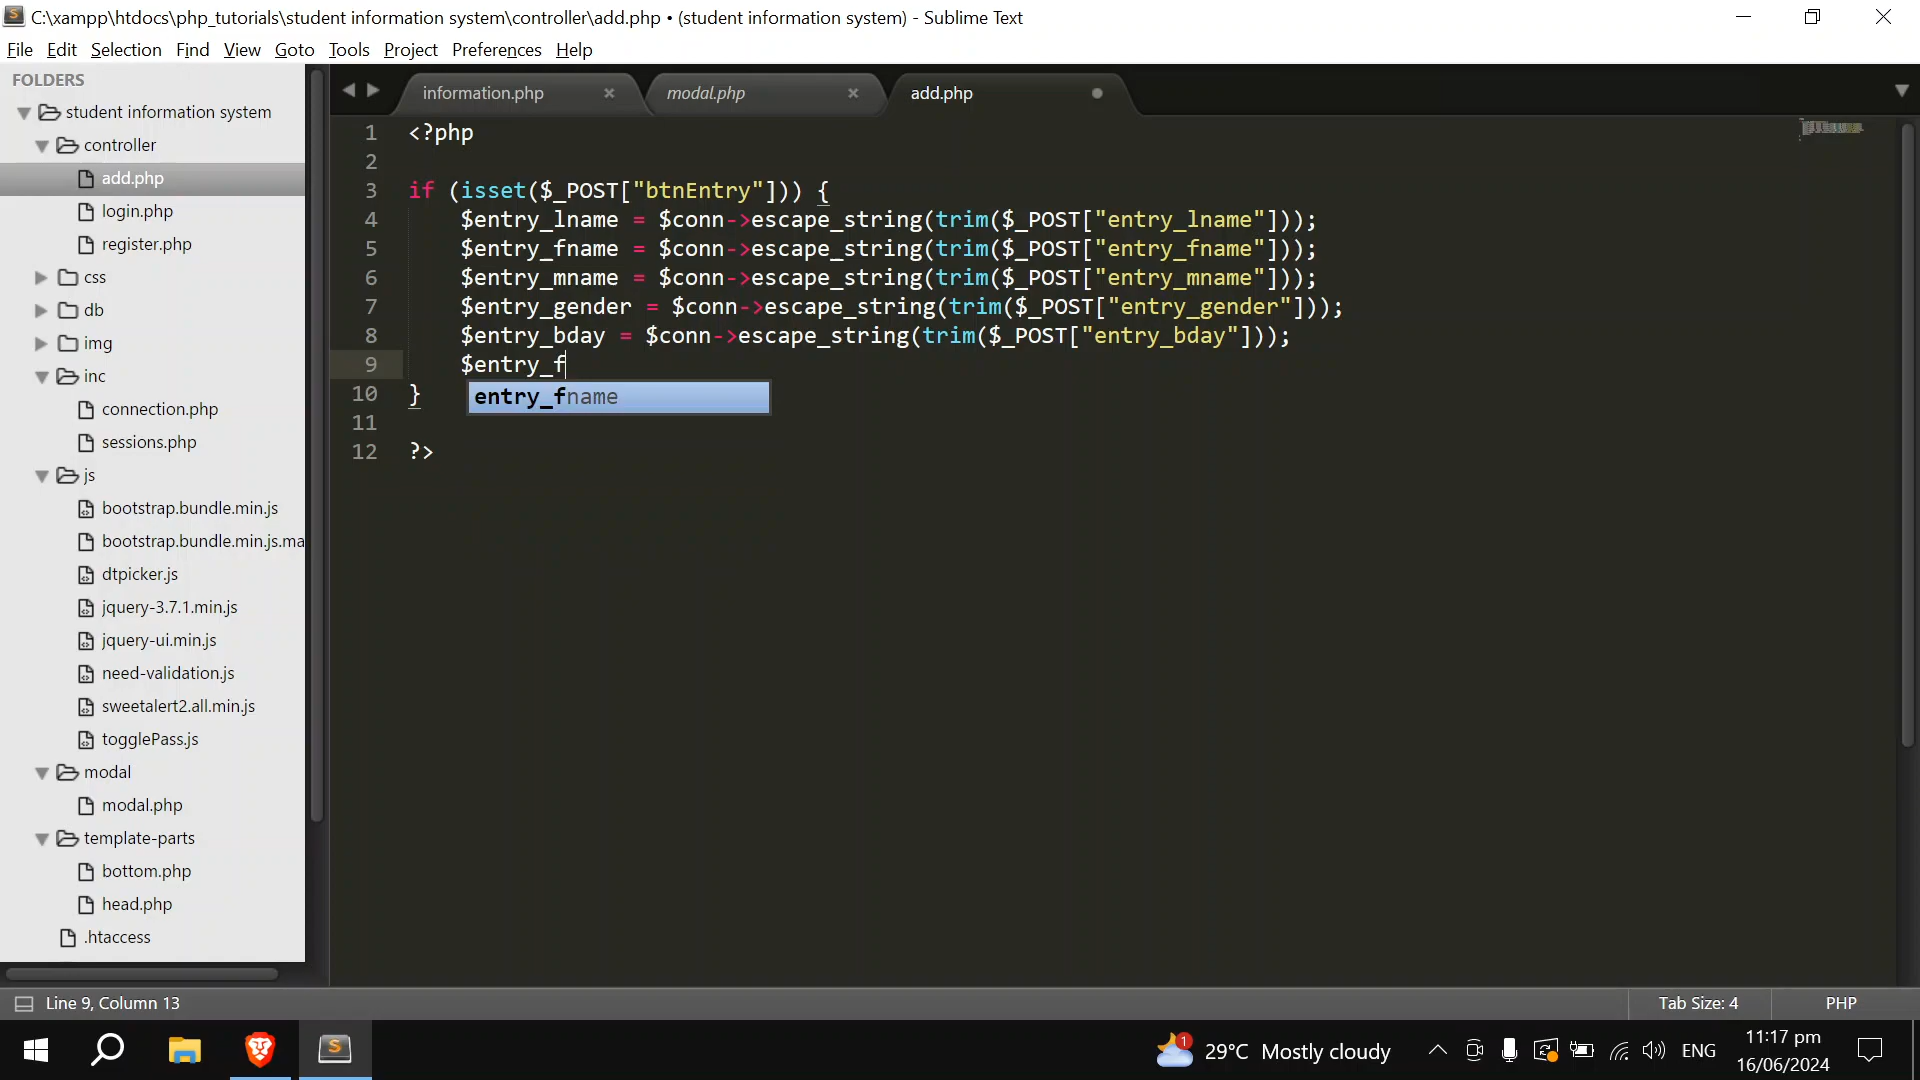 C:\xampp\htdocs\php_tutorials\student information system\controller\add.php • (student information system) - Sublime Text
File Edit Selection Find View Goto Tools Project Preferences Help
FOLDERS
student information system
controller
add.php
login.php
register.php
css
db
img
inc
connection.php
sessions.php
js
bootstrap.bundle.min.js
bootstrap.bundle.min.js.ma
dtpicker.js
jquery-3.7.1.min.js
jquery-ui.min.js
need-validation.js
sweetalert2.all.min.js
togglePass.js
modal
modal.php
template-parts
bottom.php
head.php
.htaccess
information.php modal.php add.php
1 <?php
2
3 if (isset($_POST["btnEntry"])) {
4 $entry_lname = $conn->escape_string(trim($_POST["entry_lname"]));
5 $entry_fname = $conn->escape_string(trim($_POST["entry_fname"]));
6 $entry_mname = $conn->escape_string(trim($_POST["entry_mname"]));
7 $entry_gender = $conn->escape_string(trim($_POST["entry_gender"]));
8 $entry_bday = $conn->escape_string(trim($_POST["entry_bday"]));
9 $entry_f
10 }
entry_fname
11
12 ?>
Line 9, Column 13 Tab Size: 4 PHP
1 29°C Mostly cloudy ENG 11:17 pm
16/06/2024